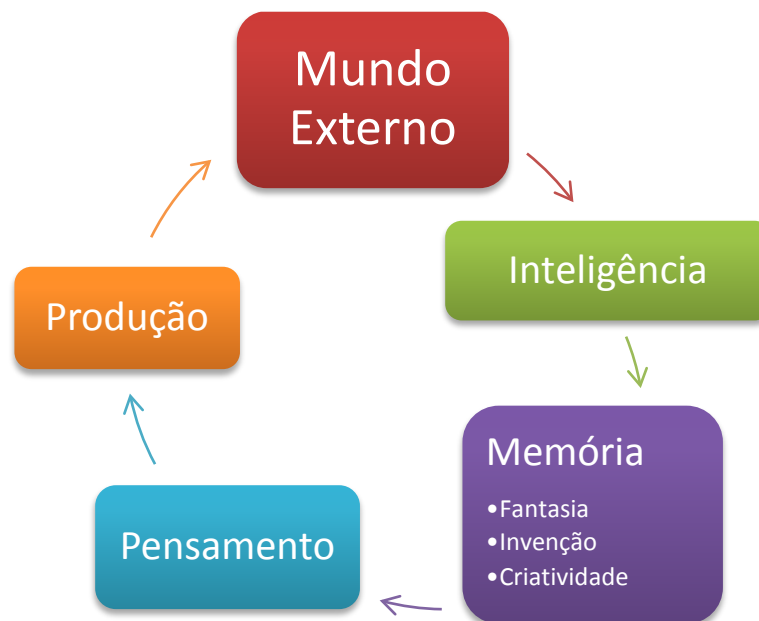 Mundo
Externo
Inteligência
Memória
•Fantasia
•Invenção
•Criatividade
Pensamento
Produção